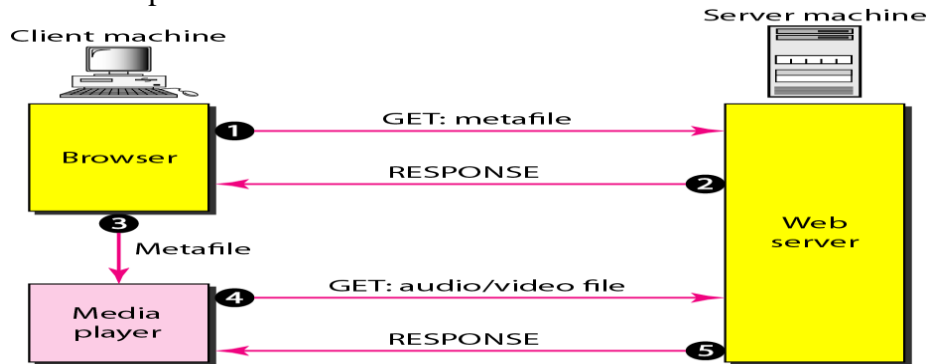 Server machine
Client machine
1
GET: metafile
Browser
RESPONSE
2
3
Web
server
Metafile
4
GET: audio/video file
Media
player
RESPONSE
5